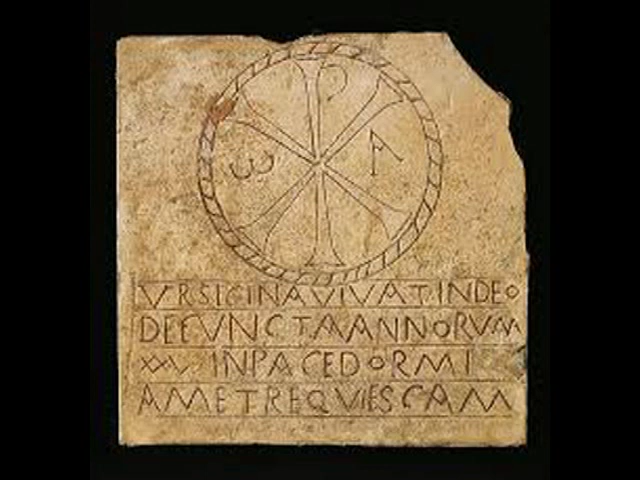 ☧
ω A
VRSICINAVIVATINDEO
DEFVNCTAANNORVM
XXV INPACEDORMI
AMETREQVIESCAM